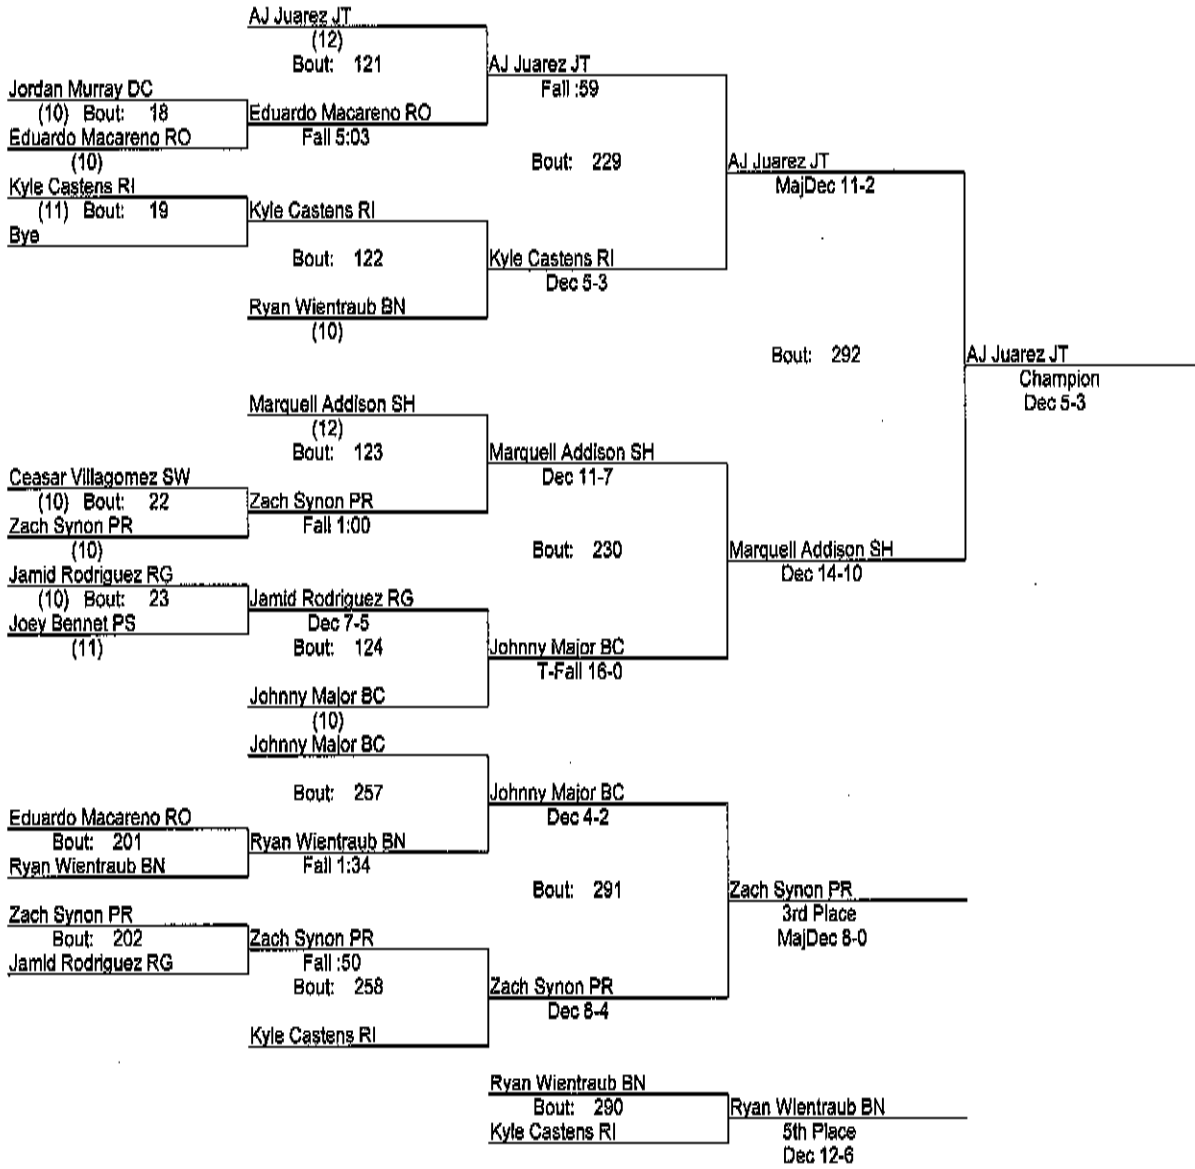 AJ Juarez JT
(12)
Bout: 121
AJ Juarez JT
Fall :59
Jordan Murray DC
(10) Bout: 18
Eduardo Macareno RO
Fall 5:03
Eduardo Macareno RO
(10)
Bout: 229
AJ Juarez JT
MajDec 11-2
Kyle Castens RI
(11) Bout: 19
Kyle Castens RI
Bye
Bout: 122
Kyle Castens RI
Dec 5-3
Ryan Wientraub BN
(10)
Bout: 292
AJ Juarez JT
Champion
Dec 5-3
Marquell Addison SH
(12)
Bout: 123
Marquell Addison SH
Dec 11-7
Ceasar Villagomez SW
(10) Bout: 22
Zach Synon PR
Fall 1:00
Zach Synon PR
(10)
Bout: 230
Marquell Addison SH
Dec 14-10
Jamid Rodriguez RG
(10) Bout: 23
Jamid Rodriguez RG
Dec 7-5
Joey Bennet PS
(11)
Bout: 124
Johnny Major BC
T-Fall 16-0
Johnny Major BC
(10)
Johnny Major BC
Bout: 257
Johnny Major BC
Dec 4-2
Eduardo Macareno RO
Bout: 201
Ryan Wientraub BN
Fall 1:34
Ryan Wientraub BN
Bout: 291
Zach Synon PR
3rd Place
MajDec 8-0
Zach Synon PR
Bout: 202
Zach Synon PR
Fall :50
Jamid Rodriguez RG
Bout: 258
Zach Synon PR
Dec 8-4
Kyle Castens RI
Ryan Wientraub BN
Bout: 290
Ryan Wientraub BN
5th Place
Dec 12-6
Kyle Castens RI